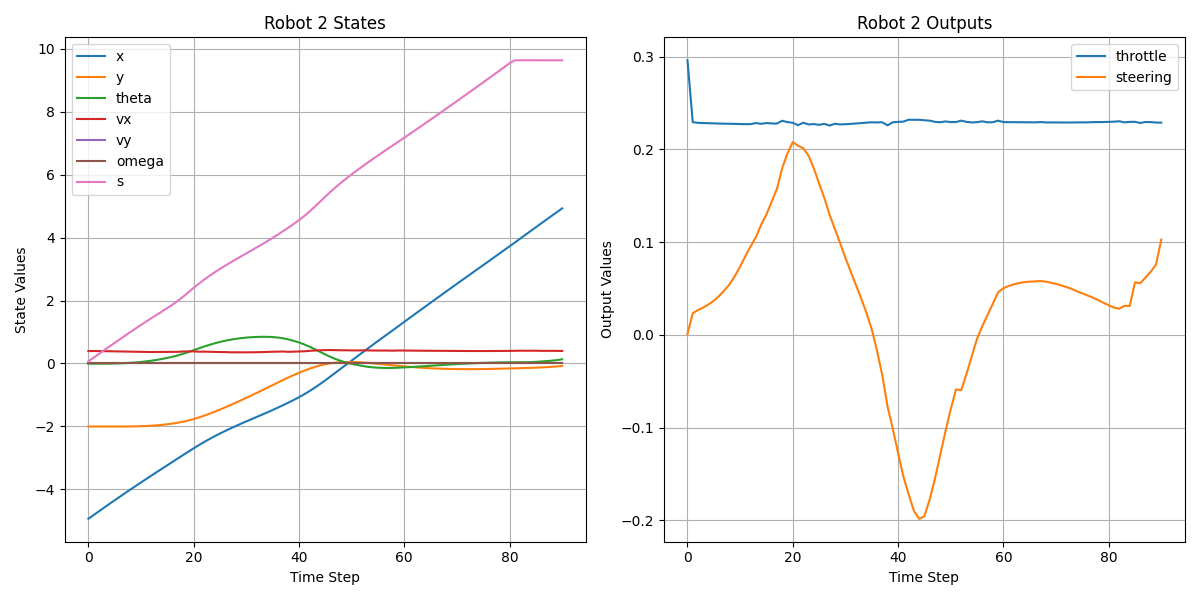 Robot 2 States
10
8
6
4
2
0
−2
−4
State Values
x
y
theta
vx
vy
omega
s
0
20
40
60
80
Time Step
Robot 2 Outputs
0.3
0.2
0.1
0.0
−0.1
−0.2
Output Values
throttle
steering
0
20
40
60
80
Time Step